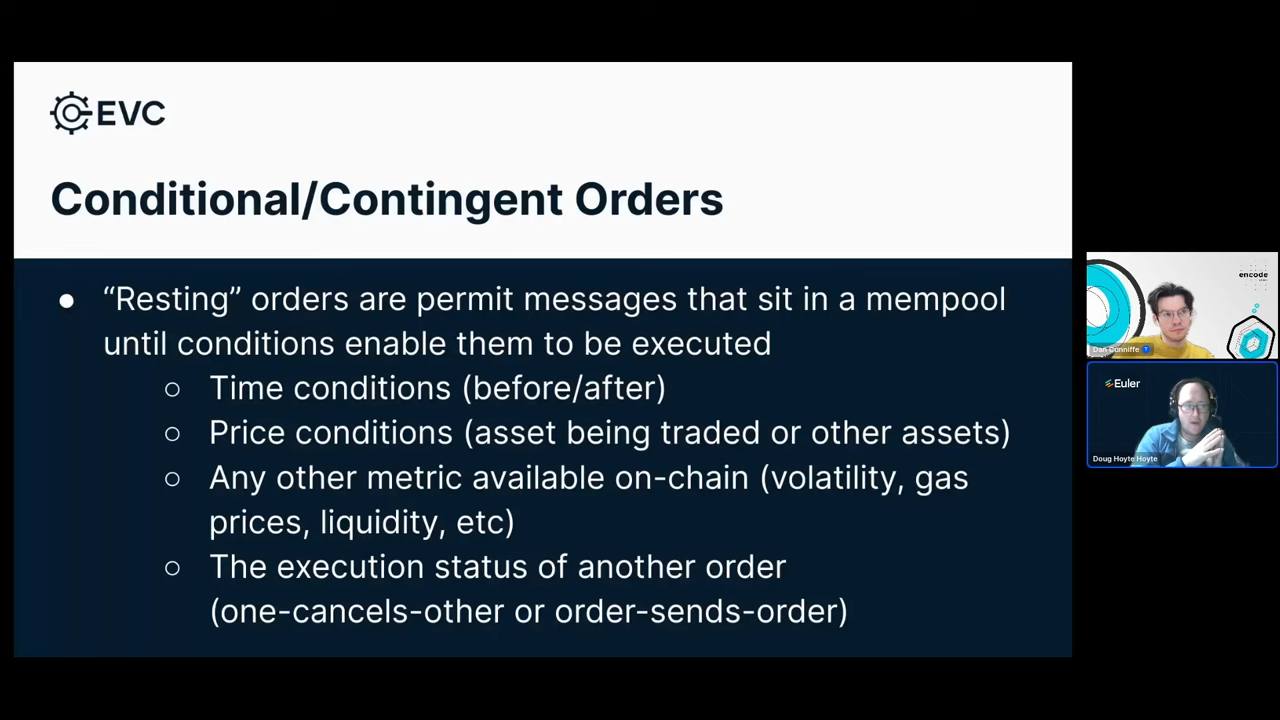 EVC
Conditional/Contingent Orders
● “Resting” orders are permit messages that sit in a mempool
until conditions enable them to be executed
○ Time conditions (before/after)
○ Price conditions (asset being traded or other assets)
○ Any other metric available on-chain (volatility, gas
prices, liquidity, etc)
○ The execution status of another order
(one-cancels-other or order-sends-order)
encode
Dan Cunniffe
Euler
Doug Hoyte Hoyte